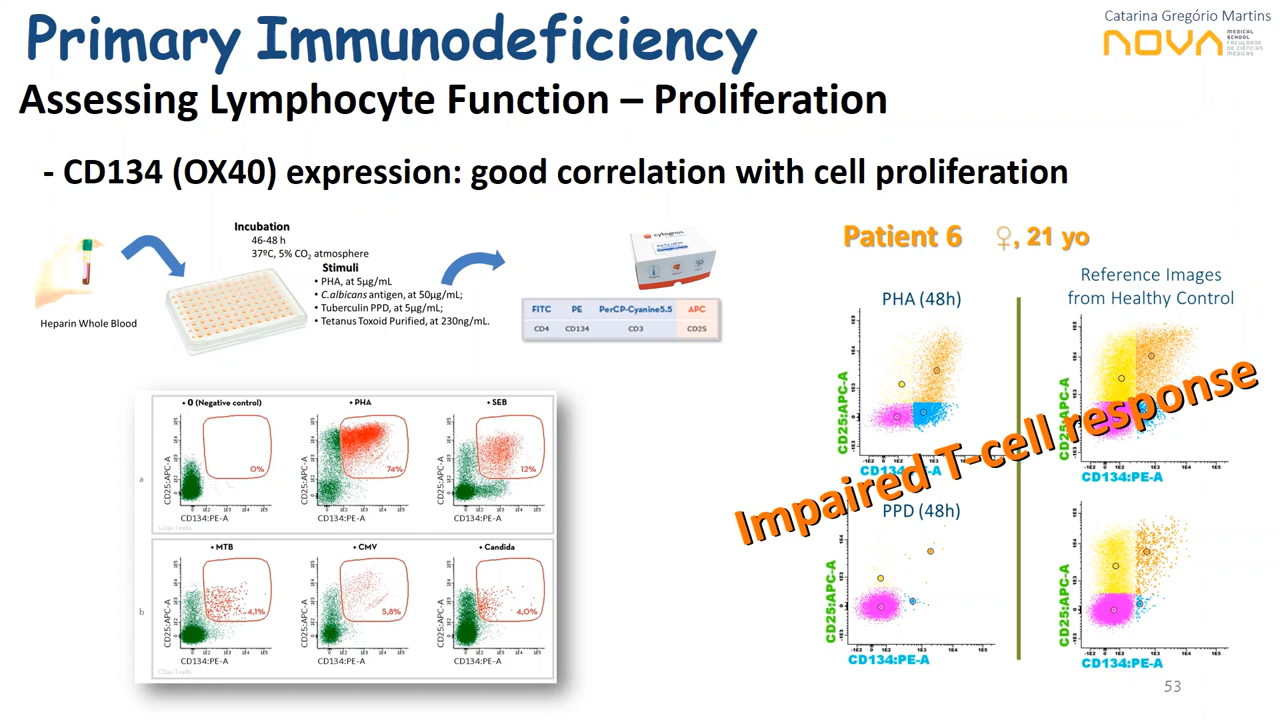 Catarina Gregório Martins
NOVA
MEDICAL
SCHOOL
FACULDADE
DE CIÊNCIAS
MÉDICAS
Primary Immunodeficiency
Assessing Lymphocyte Function – Proliferation
- CD134 (OX40) expression: good correlation with cell proliferation
Incubation
46-48 h
37ºC, 5% CO2 atmosphere
Stimuli
• PHA, at 5µg/mL
• C.albicans antigen, at 50µg/mL;
• Tuberculin PPD, at 5µg/mL;
• Tetanus Toxoid Purified, at 230ng/mL.
Heparin Whole Blood
cytognos
FITC PE PerCP-Cyanine5.5 APC
CD4 CD134 CD3 CD25
+ 0 (Negative control)
0%
CD25:APC-A
CD134:PE-A
+ PHA
74%
CD25:APC-A
CD134:PE-A
+ SEB
12%
CD25:APC-A
CD134:PE-A
a
+ MTB
4,1%
CD25:APC-A
CD134:PE-A
+ CMV
5,8%
CD25:APC-A
CD134:PE-A
+ Candida
4,0%
CD25:APC-A
CD134:PE-A
b
Patient 6 ♀, 21 yo
PHA (48h)
CD25:APC-A
CD134:PE-A
Reference Images
from Healthy Control
CD25:APC-A
CD134:PE-A
Impaired T-cell response
PPD (48h)
CD25:APC-A
CD134:PE-A
CD25:APC-A
CD134:PE-A
53